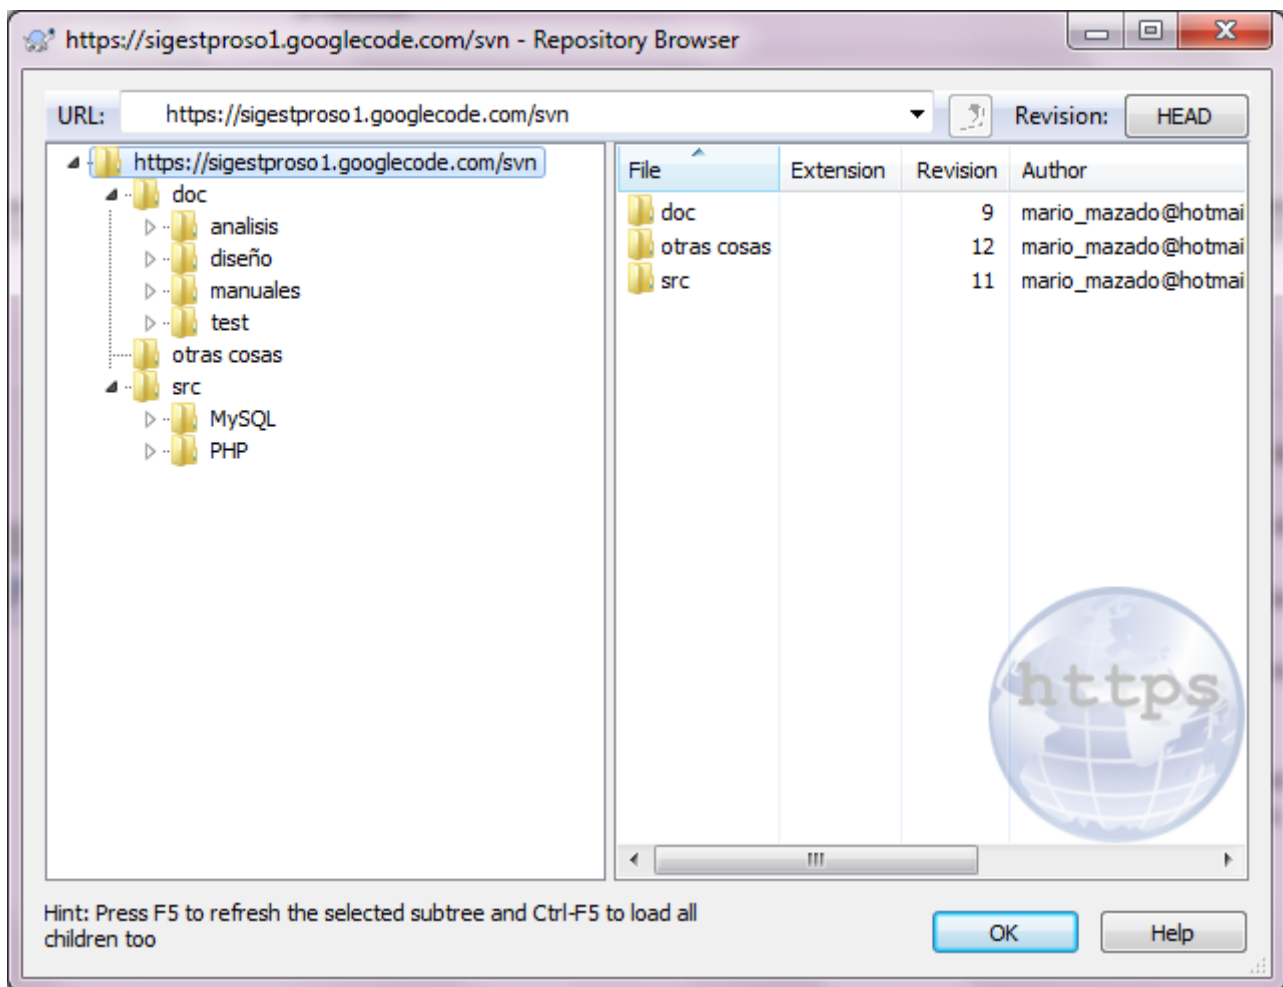 https://sigestproso1.googlecode.com/svn - Repository Browser
URL: https://sigestproso1.googlecode.com/svn Revision: HEAD
https://sigestproso1.googlecode.com/svn
doc
analisis
diseño
manuales
test
otras cosas
src
MySQL
PHP
File Extension Revision Author
doc 9 mario_mazado@hotmai
otras cosas 12 mario_mazado@hotmai
src 11 mario_mazado@hotmai
https
Hint: Press F5 to refresh the selected subtree and Ctrl-F5 to load all
children too
OK Help